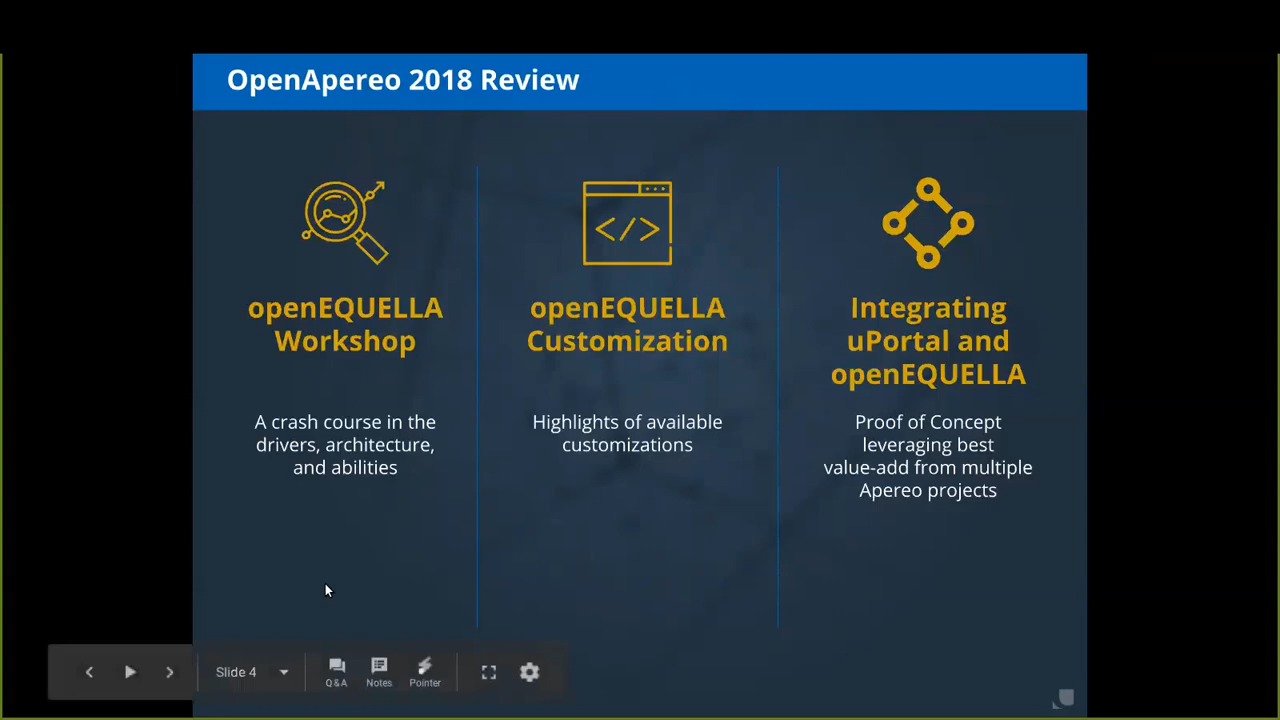 OpenApereo 2018 Review
</>
openEQUELLA
Workshop
A crash course in the
drivers, architecture,
and abilities
openEQUELLA
Customization
Highlights of available
customizations
Integrating
uPortal and
openEQUELLA
Proof of Concept
leveraging best
value-add from multiple
Apereo projects
Slide 4
Q&A
Notes
Pointer